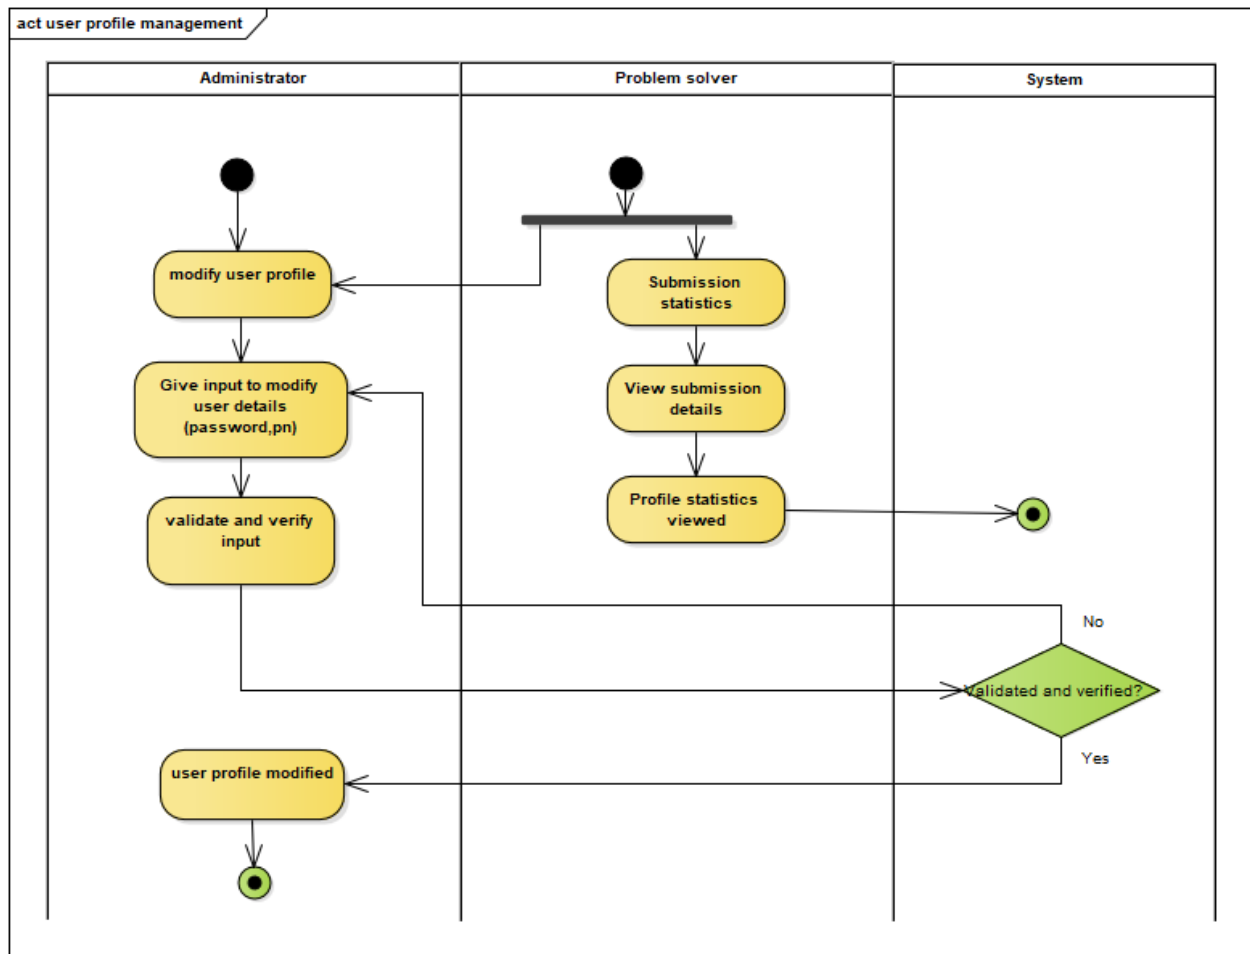 act user profile management
Administrator
Problem solver
System
modify user profile
Submission
statistics
Give input to modify
user details
(password,pn)
View submission
details
validate and verify
input
Profile statistics
viewed
No
Validated and verified?
Yes
user profile modified